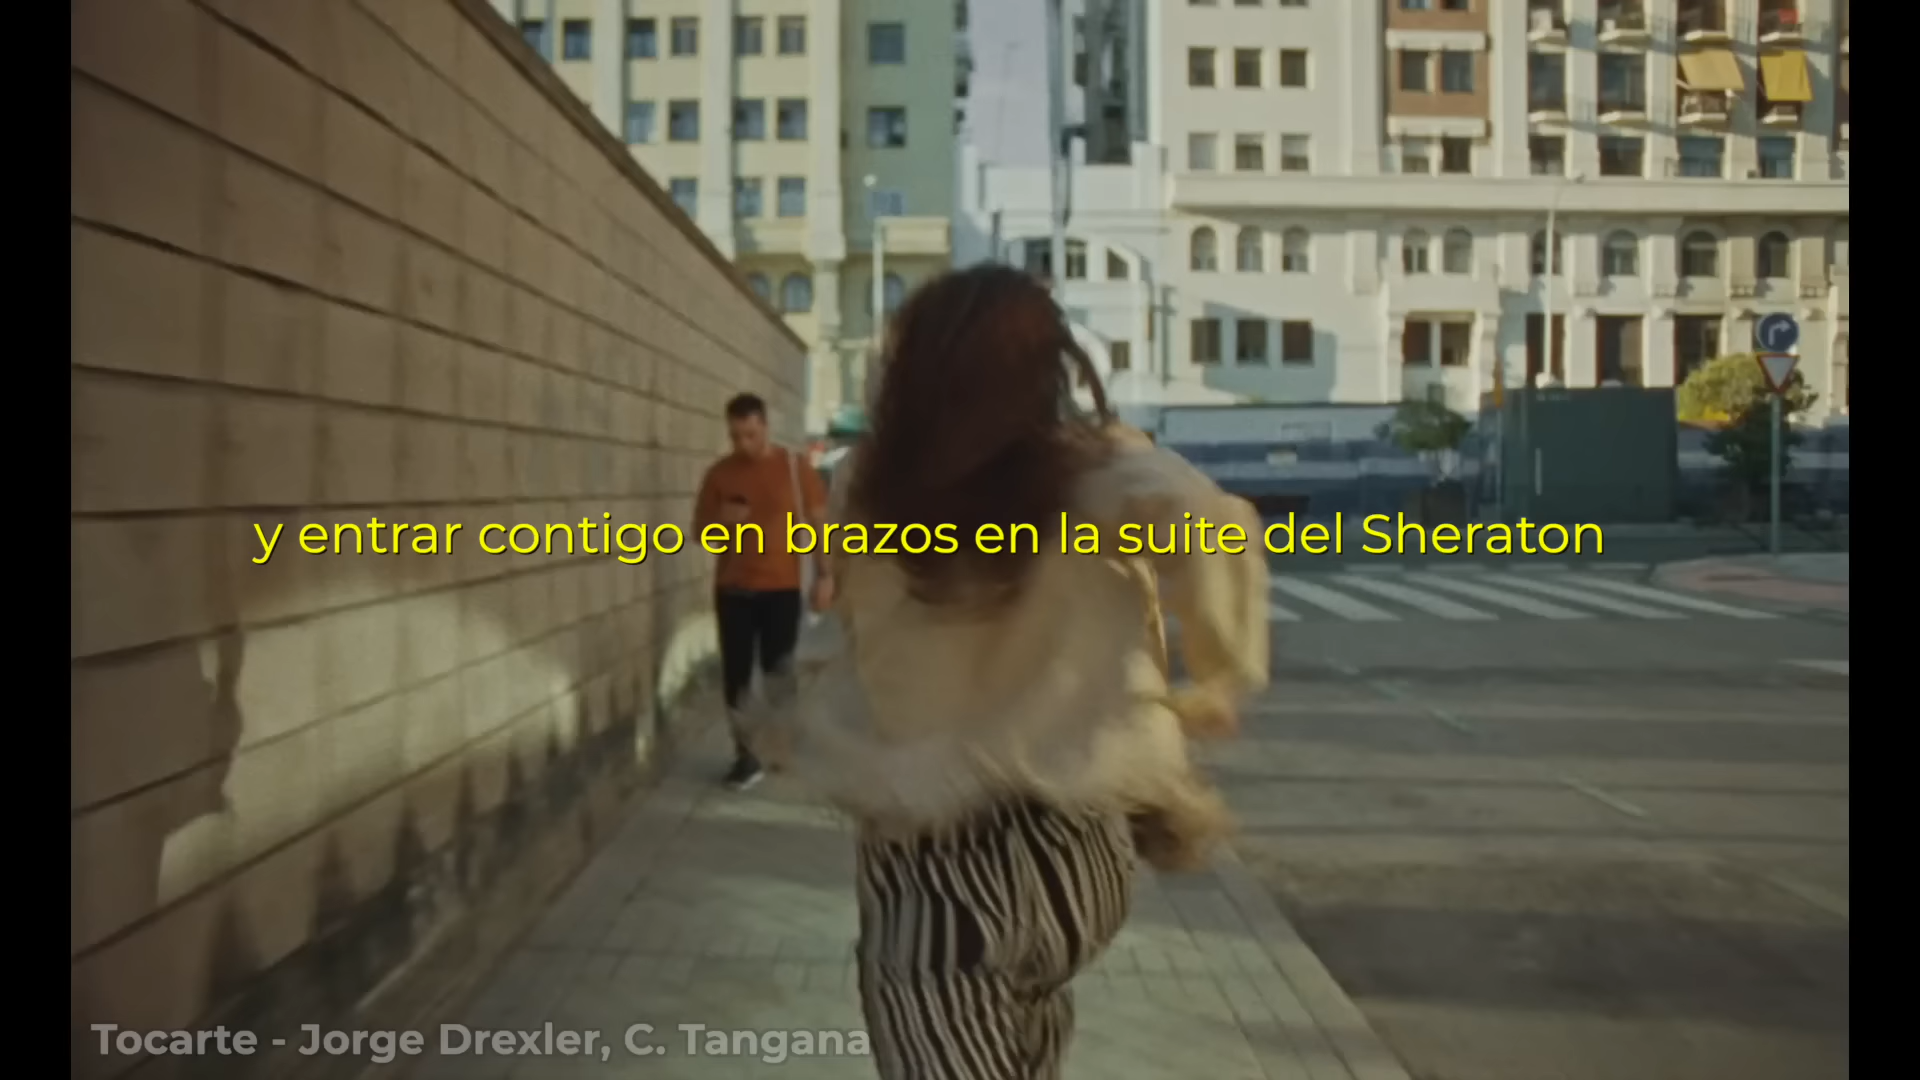 y entrar contigo en brazos en la suite del Sheraton
Tocarte - Jorge Drexler, C. Tangana